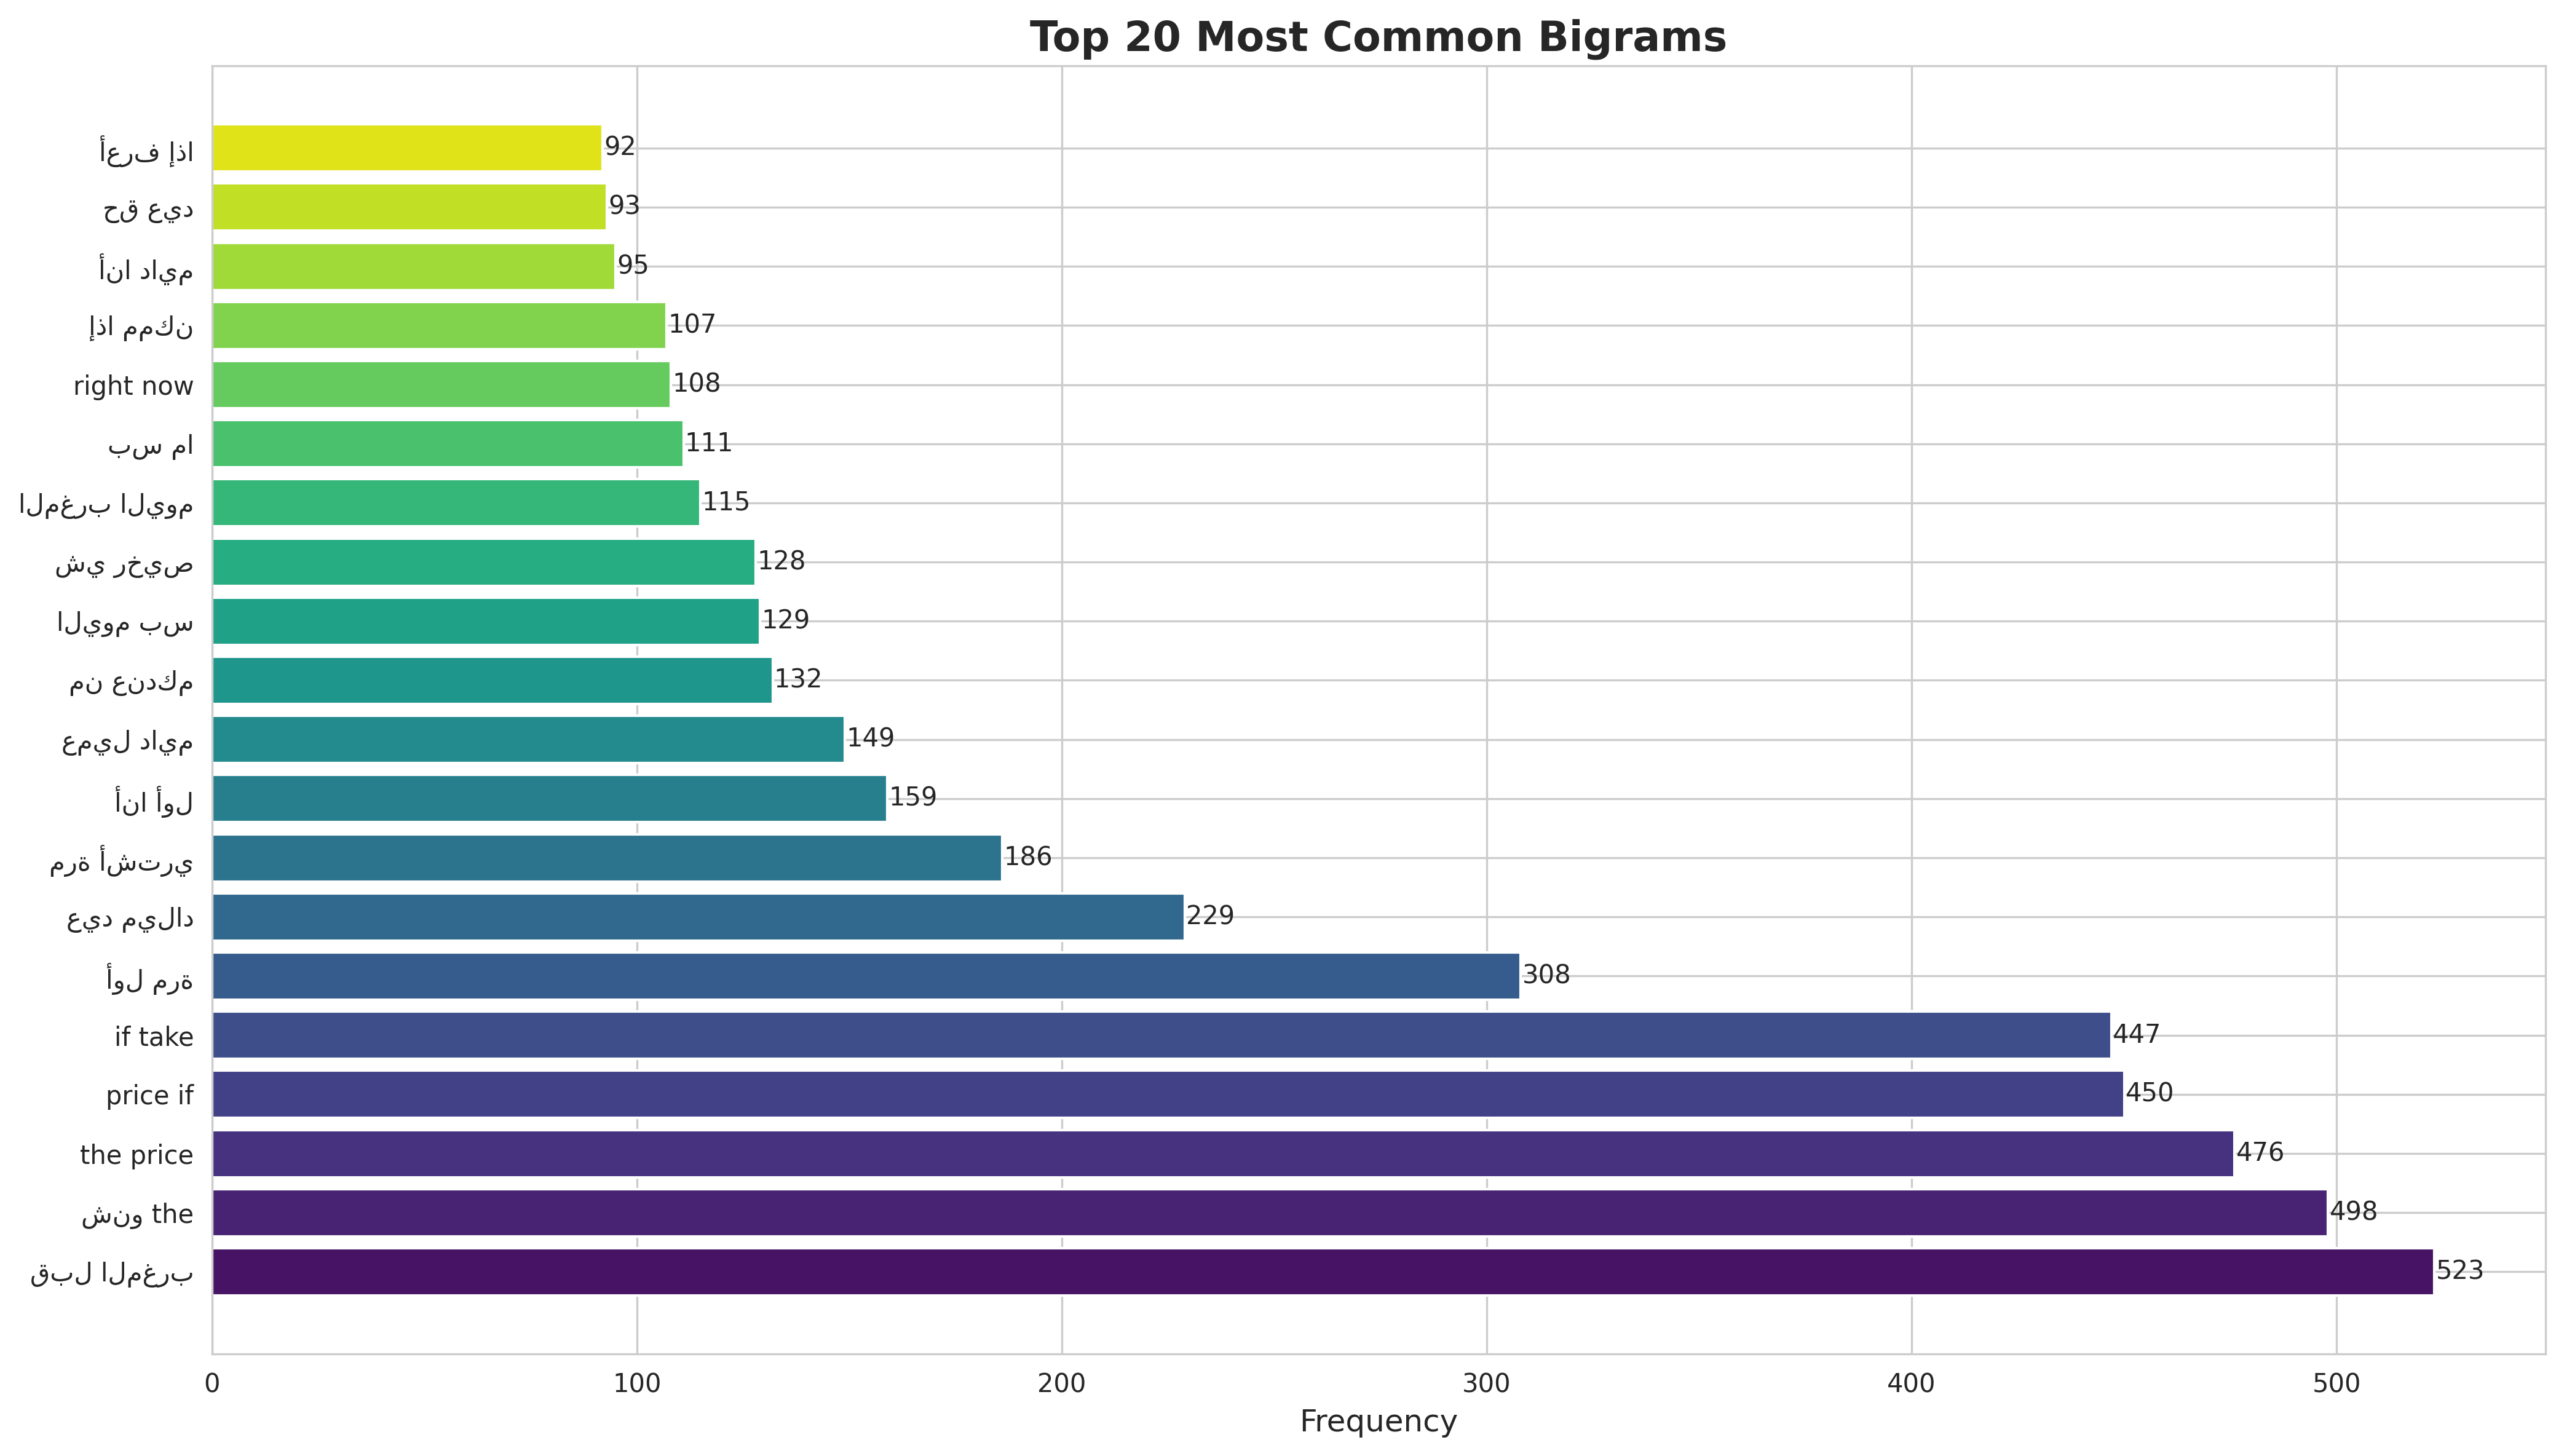 Top 20 Most Common Bigrams
أعرف إذا 92
حق عيد 93
أنا دايم 95
إذا ممكن 107
right now 108
بس ما 111
المغرب اليوم 115
شي رخيص 128
اليوم بس 129
من عندكم 132
عميل دايم 149
أنا أول 159
مرة أشتري 186
عيد ميلاد 229
أول مرة 308
if take 447
price if 450
the price 476
شنو the 498
قبل المغرب 523
0 100 200 300 400 500
Frequency